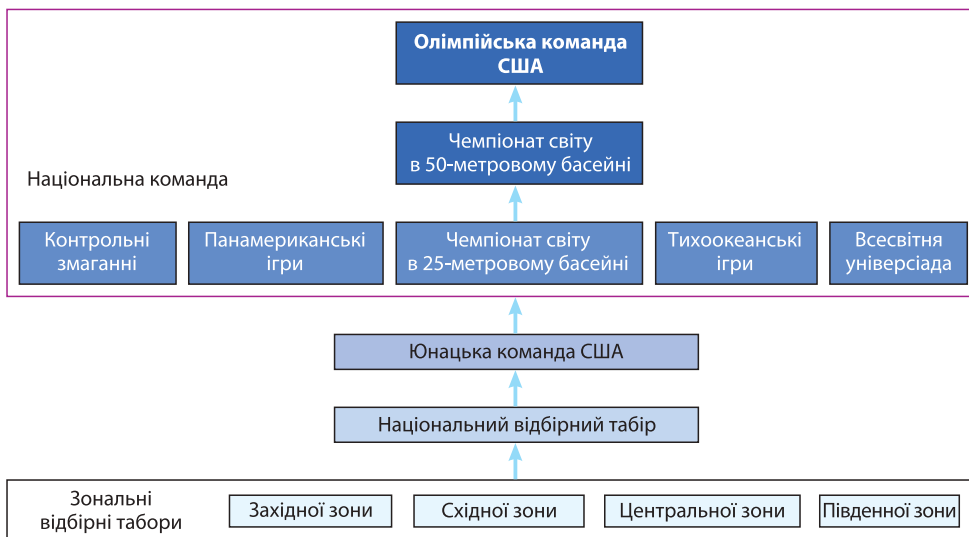 Олімпійська команда
США
Чемпіонат світу
в 50-метровому басейні
Національна команда
Контрольні
змаганні
Панамериканські
ігри
Чемпіонат світу
в 25-метровому басейні
Тихоокеанські
ігри
Всесвітня
універсіада
Юнацька команда США
Національний відбірний табір
Зональні
відбірні табори
Західної зони
Східної зони
Центральної зони
Південної зони